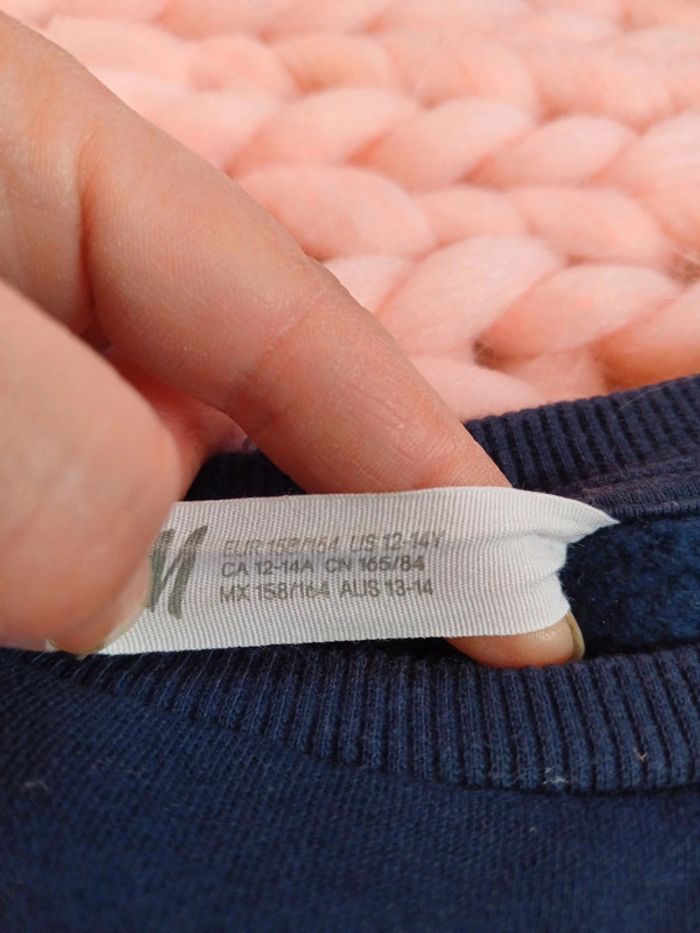 M
EUR 158/164 US 12-14Y
CA 12-14A CN 165/84
MX 158/164 AUS 13-14